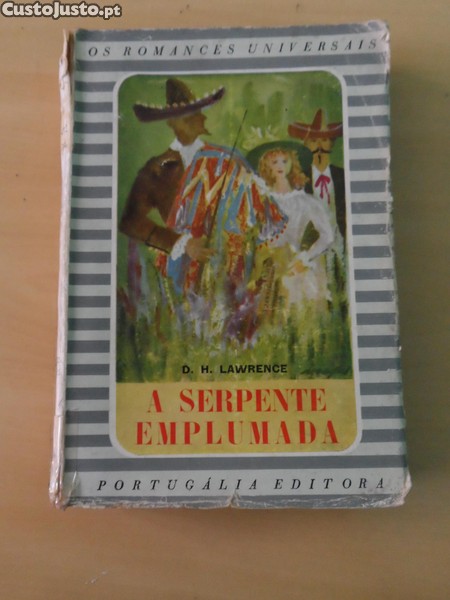 CustoJusto.pt
OS ROMANCES UNIVERSAIS
D. H. LAWRENCE
A SERPENTE
EMPLUMADA
PORTUGÁLIA EDITORA